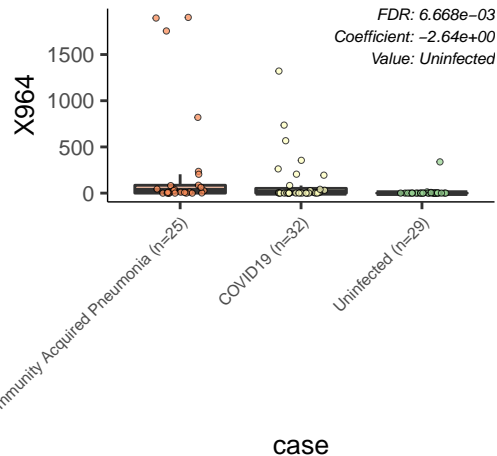 FDR: 6.668e−03
Coefficient: −2.64e+00
Value: Uninfected
X964
1500
1000
500
0
mmunity Acquired Pneumonia (n=25)
COVID19 (n=32)
Uninfected (n=29)
case